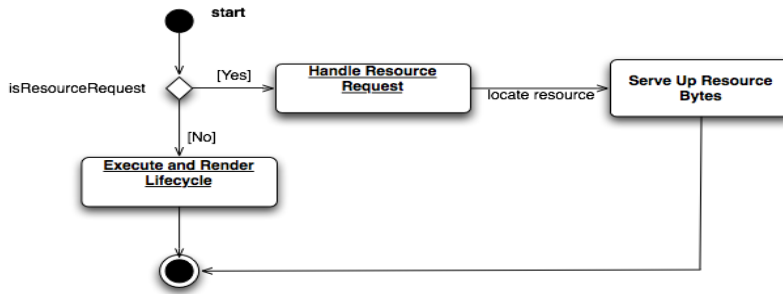 start
isResourceRequest
[Yes]
Handle Resource
Request
locate resource
Serve Up Resource
Bytes
[No]
Execute and Render
Lifecycle